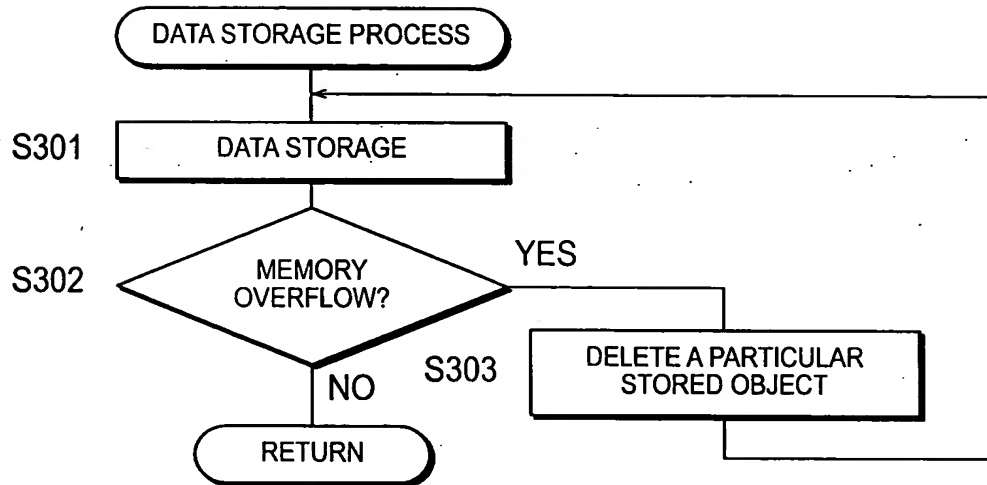 DATA STORAGE PROCESS
S301
DATA STORAGE
S302
MEMORY
OVERFLOW?
YES
S303
DELETE A PARTICULAR
STORED OBJECT
NO
RETURN